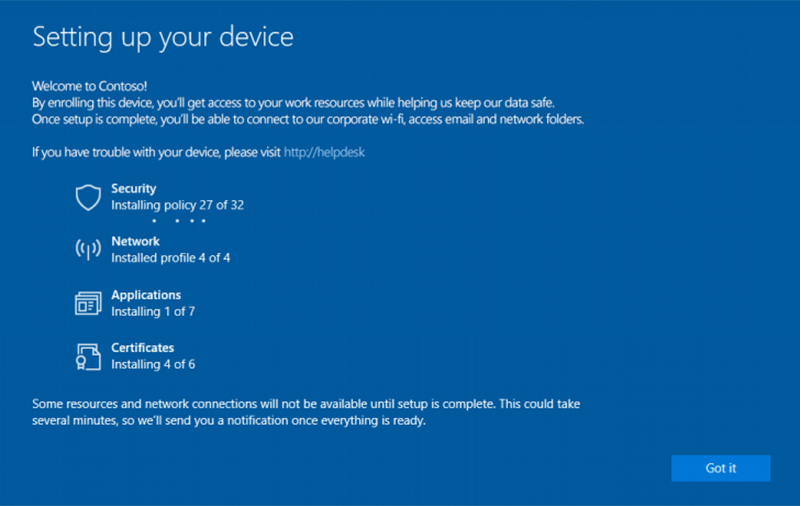 Setting up your device
Welcome to Contoso!
By enrolling this device, you'll get access to your work resources while helping us keep our data safe.
Once setup is complete, you'll be able to connect to our corporate wi-fi, access email and network folders.
If you have trouble with your device, please visit http://helpdesk
Security
Installing policy 27 of 32
Network
Installed profile 4 of 4
Applications
Installing 1 of 7
Certificates
Installing 4 of 6
Some resources and network connections will not be available until setup is complete. This could take
several minutes, so we'll send you a notification once everything is ready.
Got it